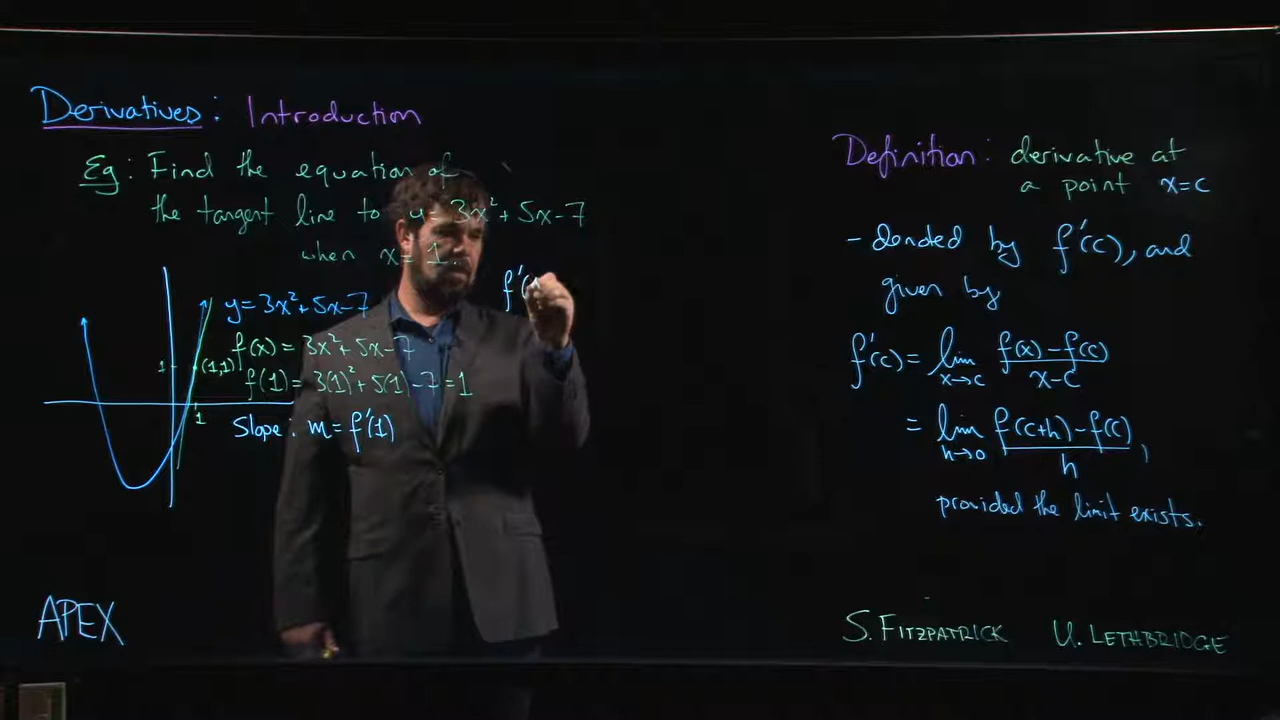 Derivatives: Introduction
Eg: Find the equation of
the tangent line to y = 3x² + 5x - 7
when x = 1.
y = 3x² + 5x - 7
f(x) = 3x² + 5x - 7
1
(1,1)
f(1) = 3(1)² + 5(1) - 7 = 1
1
Slope: m = f'(1)
f'(
Definition: derivative at
a point x = c
- denoted by f'(c), and
given by
f'(c) = lim x→c f(x) - f(c) / x - c
= lim h→0 f(c+h) - f(c) / h ,
provided the limit exists.
APEX
S. FITZPATRICK U. LETHBRIDGE